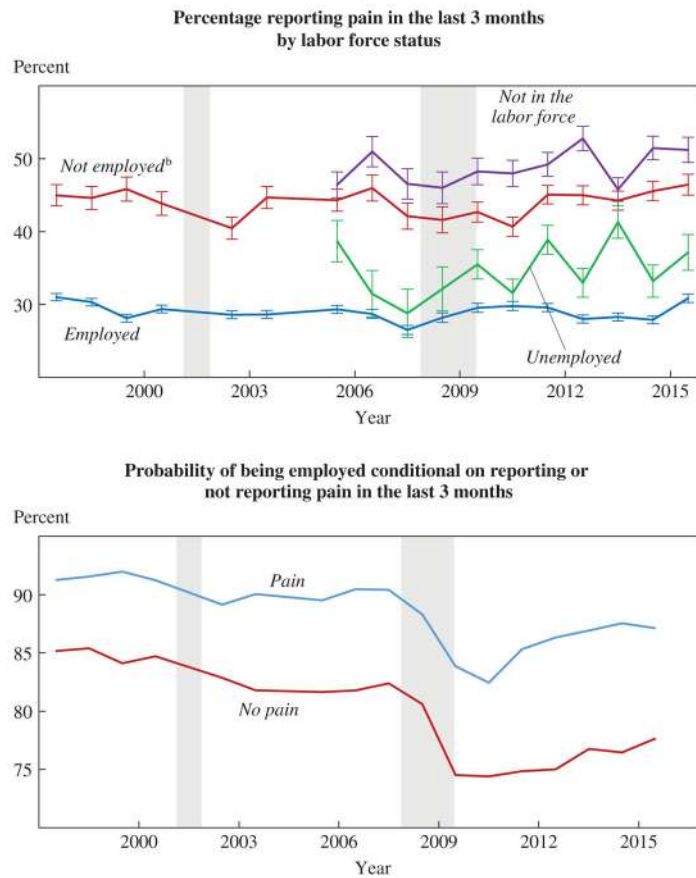 Percentage reporting pain in the last 3 months
by labor force status
Percent
Not in the
labor force
50
Not employedᵇ
40
30
Employed
Unemployed
2000 2003 2006 2009 2012 2015
Year
Probability of being employed conditional on reporting or
not reporting pain in the last 3 months
Percent
Pain
90
85
80
No pain
75
2000 2003 2006 2009 2012 2015
Year